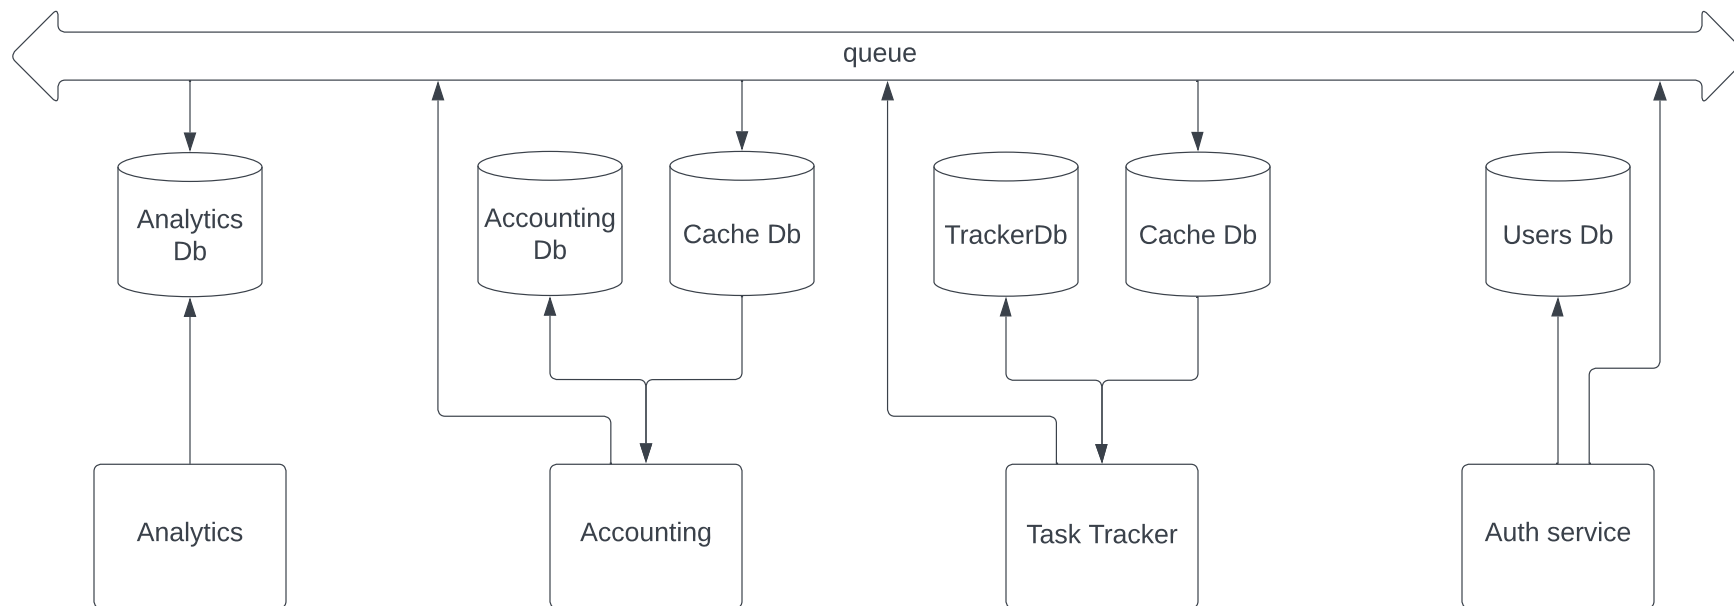 queue
Analytics
Db
Accounting
Db
Cache Db
TrackerDb
Cache Db
Users Db
Analytics
Accounting
Task Tracker
Auth service